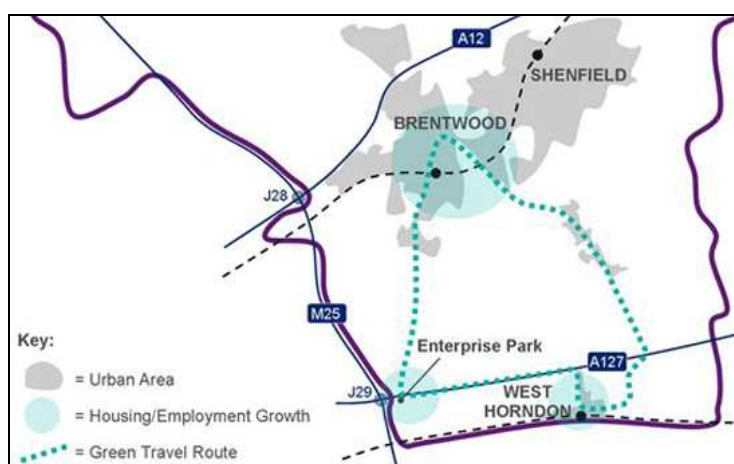 A12
SHENFIELD
BRENTWOOD
J28
M25
Key:
= Urban Area
= Housing/Employment Growth
= Green Travel Route
Enterprise Park
A127
J29
WEST
HORNDON